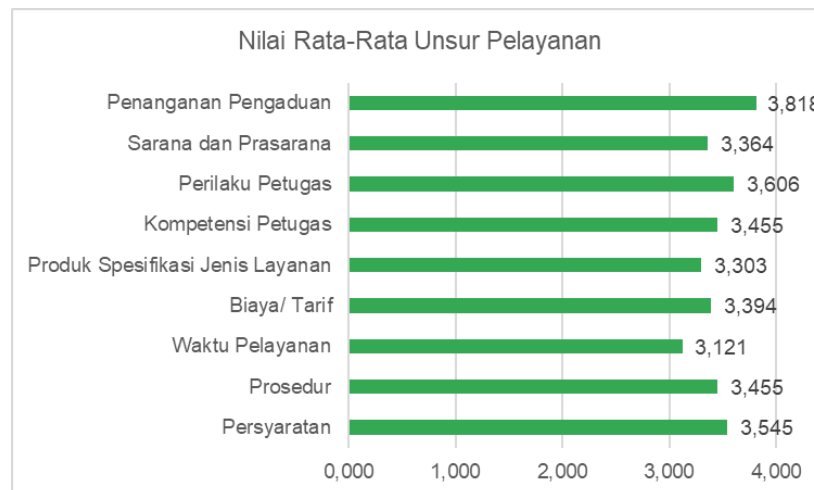 Nilai Rata-Rata Unsur Pelayanan
Penanganan Pengaduan 3,818
Sarana dan Prasarana 3,364
Perilaku Petugas 3,606
Kompetensi Petugas 3,455
Produk Spesifikasi Jenis Layanan 3,303
Biaya/ Tarif 3,394
Waktu Pelayanan 3,121
Prosedur 3,455
Persyaratan 3,545
0,000 1,000 2,000 3,000 4,000